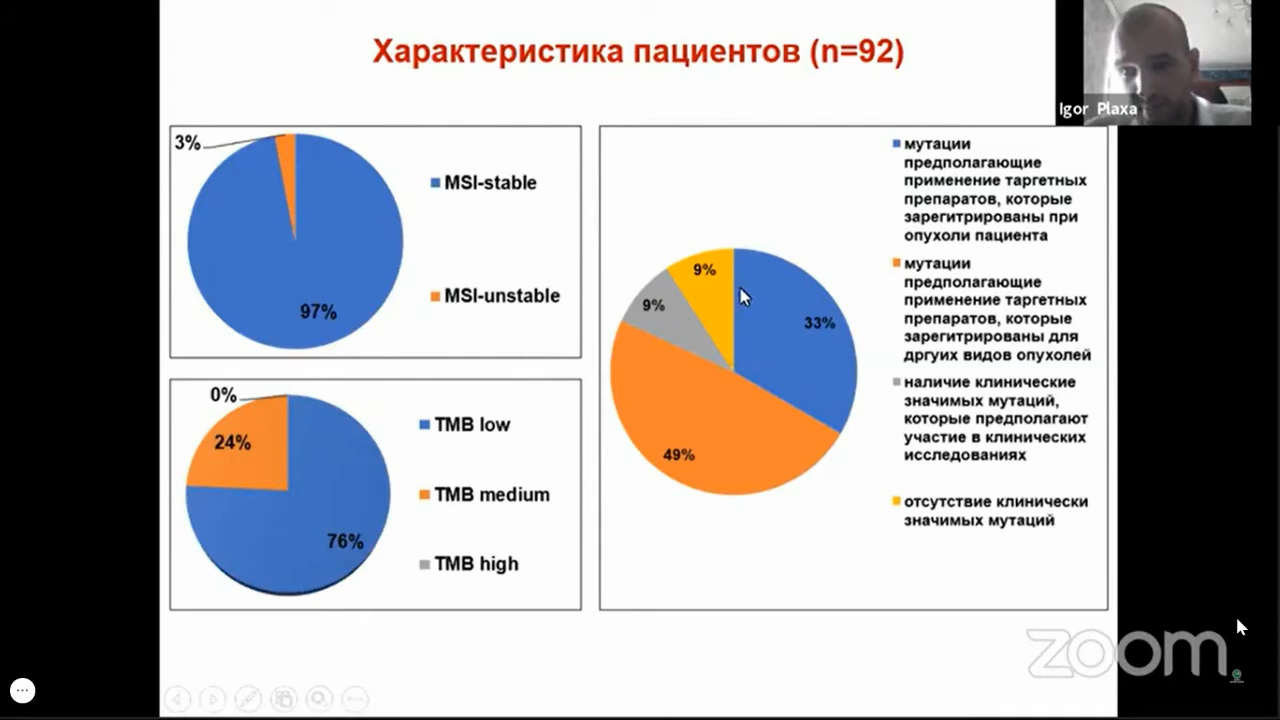 Характеристика пациентов (n=92)
Igor Plaxa
3%
MSI-stable
MSI-unstable
97%
0%
24%
TMB low
TMB medium
76%
TMB high
9%
9%
33%
49%
мутации
предполагающие
применение таргетных
препаратов, которые
зарегитрированы при
опухоли пациента
мутации
предполагающие
применение таргетных
препаратов, которые
зарегитрированы для
дргуих видов опухолей
наличие клинические
значимых мутаций,
которые предполагают
участие в клинических
исследованиях
отсутствие клинически
значимых мутаций
zoom